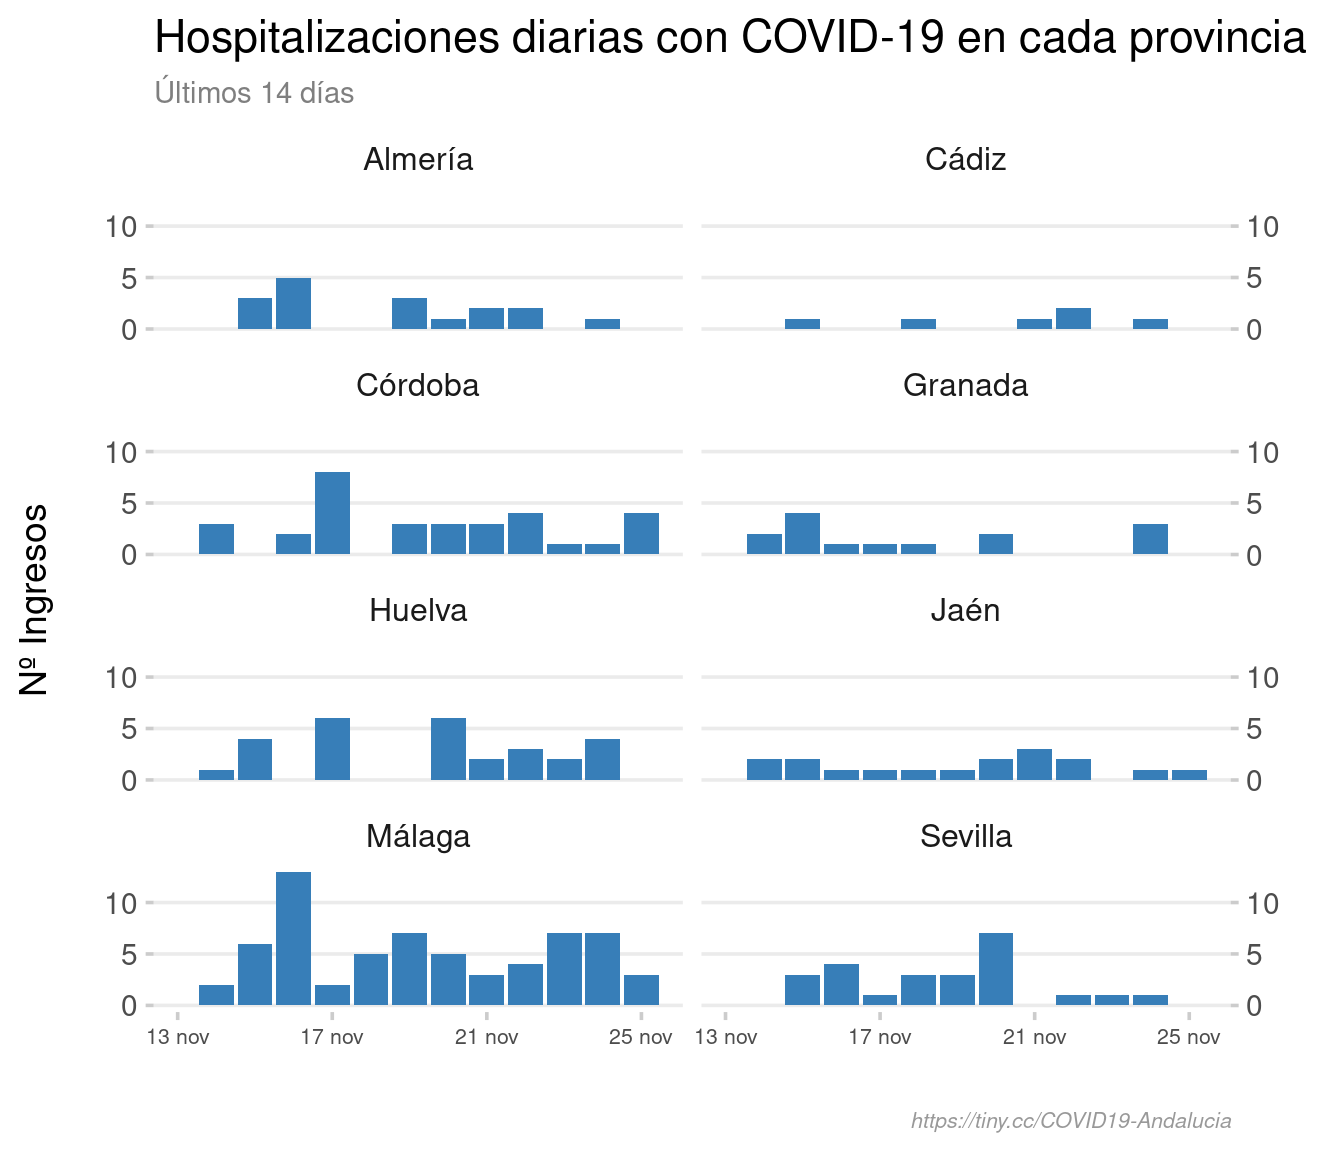 Hospitalizaciones diarias con COVID-19 en cada provincia
Últimos 14 días
Almería
Cádiz
10
5
0
10
5
0
Córdoba
Granada
10
5
0
10
5
0
Nº Ingresos
Huelva
Jaén
10
5
0
10
5
0
Málaga
Sevilla
10
5
0
10
5
0
13 nov 17 nov 21 nov 25 nov 13 nov 17 nov 21 nov 25 nov
https://tiny.cc/COVID19-Andalucia